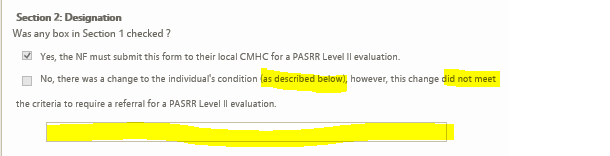 Section 2: Designation
Was any box in Section 1 checked ?
Yes, the NF must submit this form to their local CMHC for a PASRR Level II evaluation.
No, there was a change to the individual's condition (as described below), however, this change did not meet
the criteria to require a referral for a PASRR Level II evaluation.